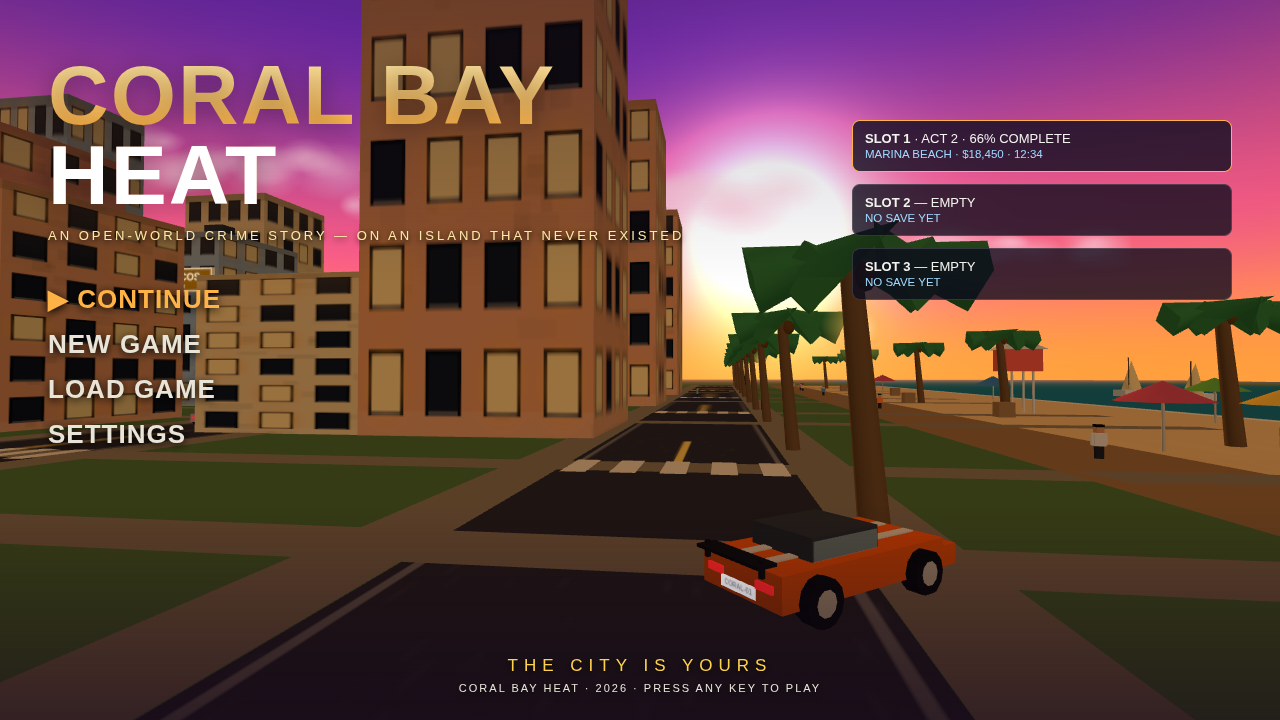 CORAL BAY
HEAT
AN OPEN-WORLD CRIME STORY — ON AN ISLAND THAT NEVER EXISTED
▶ CONTINUE
NEW GAME
LOAD GAME
SETTINGS
SLOT 1 · ACT 2 · 66% COMPLETE
MARINA BEACH · $18,450 · 12:34
SLOT 2 — EMPTY
NO SAVE YET
SLOT 3 — EMPTY
NO SAVE YET
THE CITY IS YOURS
CORAL BAY HEAT · 2026 · PRESS ANY KEY TO PLAY